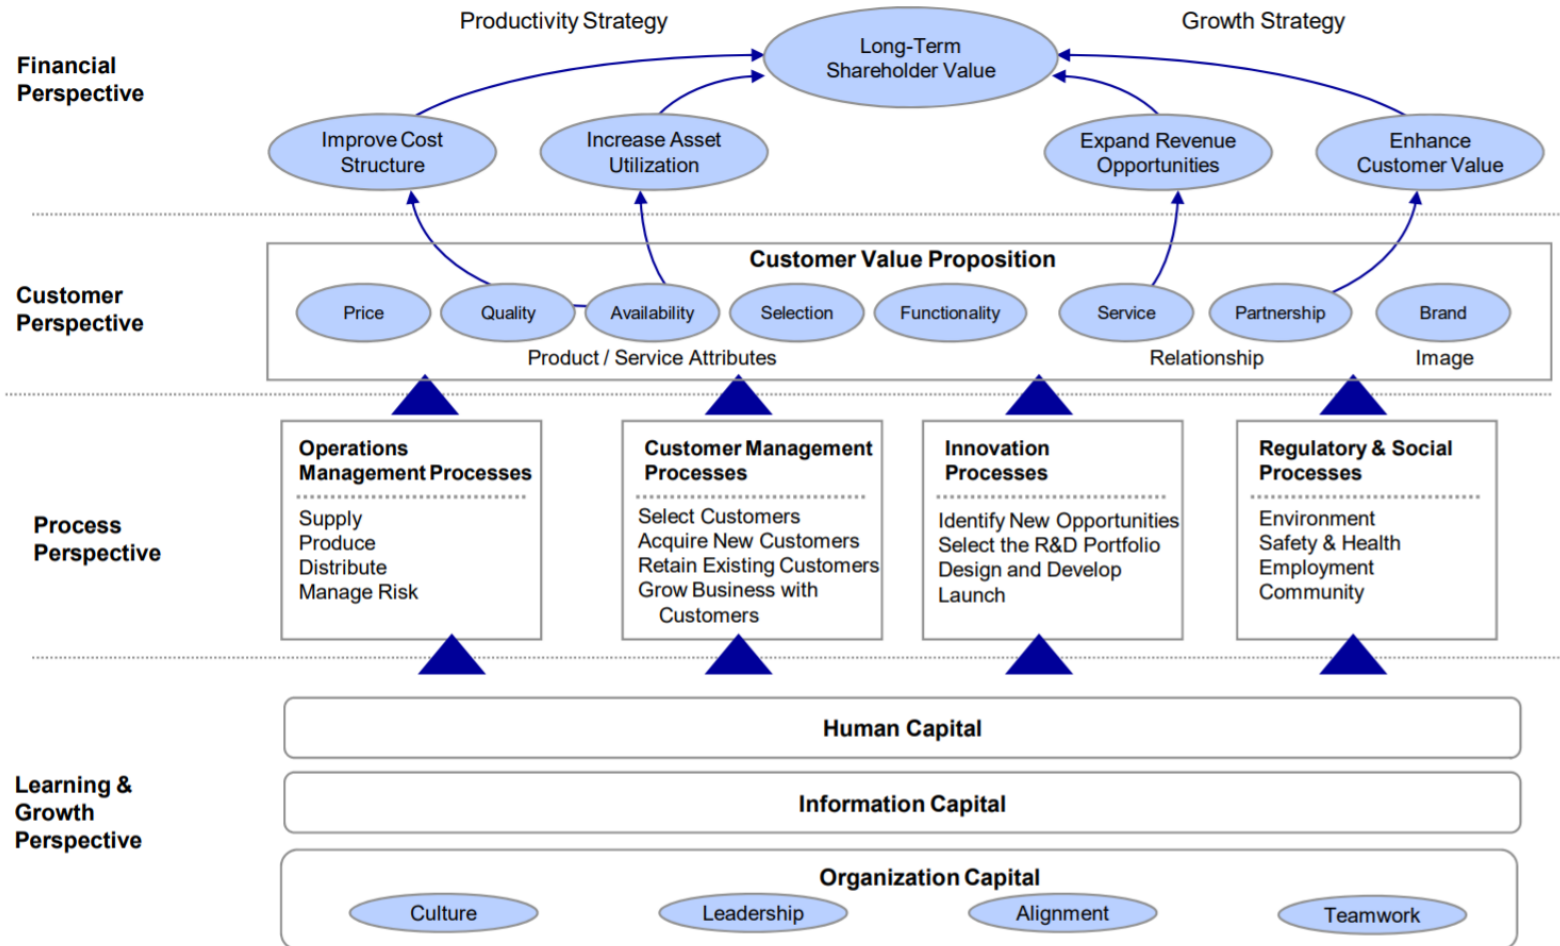 Productivity Strategy
Growth Strategy
Long-Term
Shareholder Value
Financial
Perspective
Improve Cost
Structure
Increase Asset
Utilization
Expand Revenue
Opportunities
Enhance
Customer Value
Customer Value Proposition
Customer
Perspective
Price
Quality
Availability
Selection
Functionality
Service
Partnership
Brand
Product / Service Attributes
Relationship
Image
Process
Perspective
Operations
Management Processes
Supply
Produce
Distribute
Manage Risk
Customer Management
Processes
Select Customers
Acquire New Customers
Retain Existing Customers
Grow Business with
Customers
Innovation
Processes
Identify New Opportunities
Select the R&D Portfolio
Design and Develop
Launch
Regulatory & Social
Processes
Environment
Safety & Health
Employment
Community
Learning &
Growth
Perspective
Human Capital
Information Capital
Organization Capital
Culture
Leadership
Alignment
Teamwork